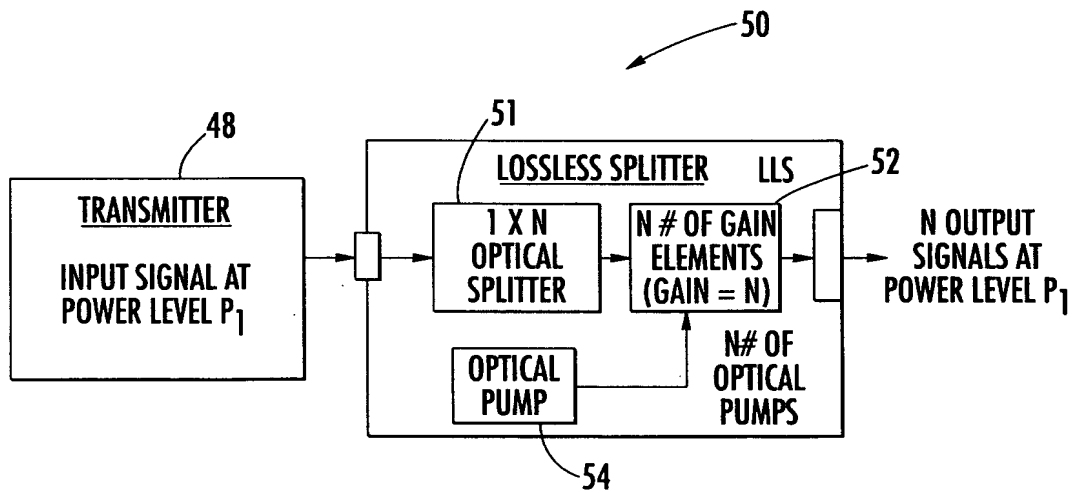 50
48
51
52
LOSSLESS SPLITTER
LLS
TRANSMITTER
INPUT SIGNAL AT
POWER LEVEL P1
1 X N
OPTICAL
SPLITTER
N # OF GAIN
ELEMENTS
(GAIN = N)
N OUTPUT
SIGNALS AT
POWER LEVEL P1
OPTICAL
PUMP
N# OF
OPTICAL
PUMPS
54